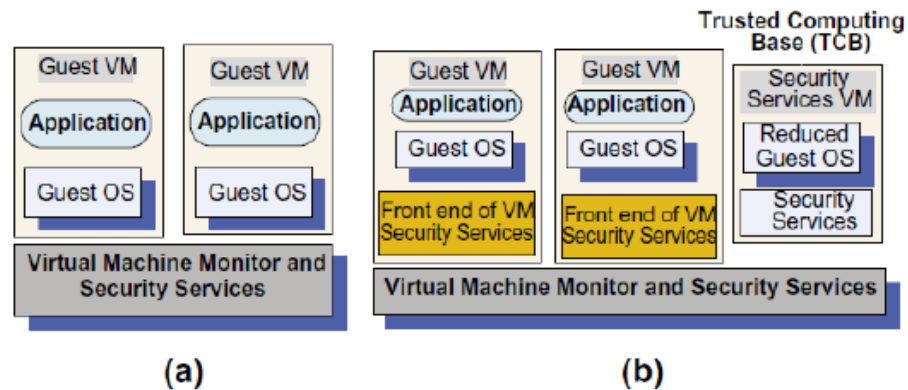 Guest VM
Application
Guest OS
Guest VM
Application
Guest OS
Virtual Machine Monitor and
Security Services
(a)
Guest VM
Application
Guest OS
Front end of VM
Security Services
Guest VM
Application
Guest OS
Front end of VM
Security Services
Trusted Computing
Base (TCB)
Security
Services VM
Reduced
Guest OS
Security
Services
Virtual Machine Monitor and Security Services
(b)